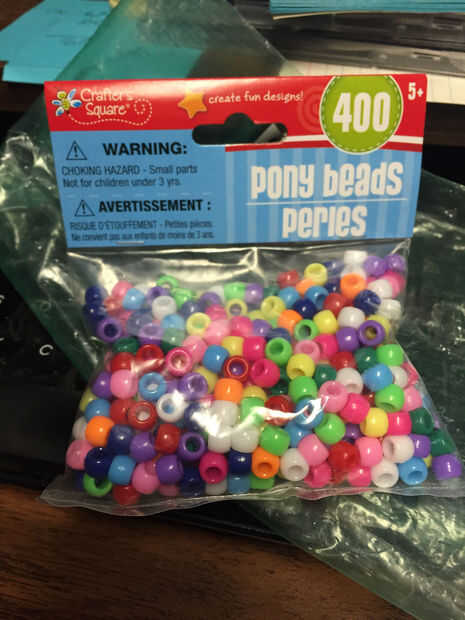 Crafter's
Square
create fun designs!
400
5+
WARNING:
CHOKING HAZARD - Small parts
Not for children under 3 yrs.
AVERTISSEMENT :
RISQUE D'ÉTOUFFEMENT - Petites pièces.
Ne convient pas aux enfants de moins de 3 ans.
pony beads
perles